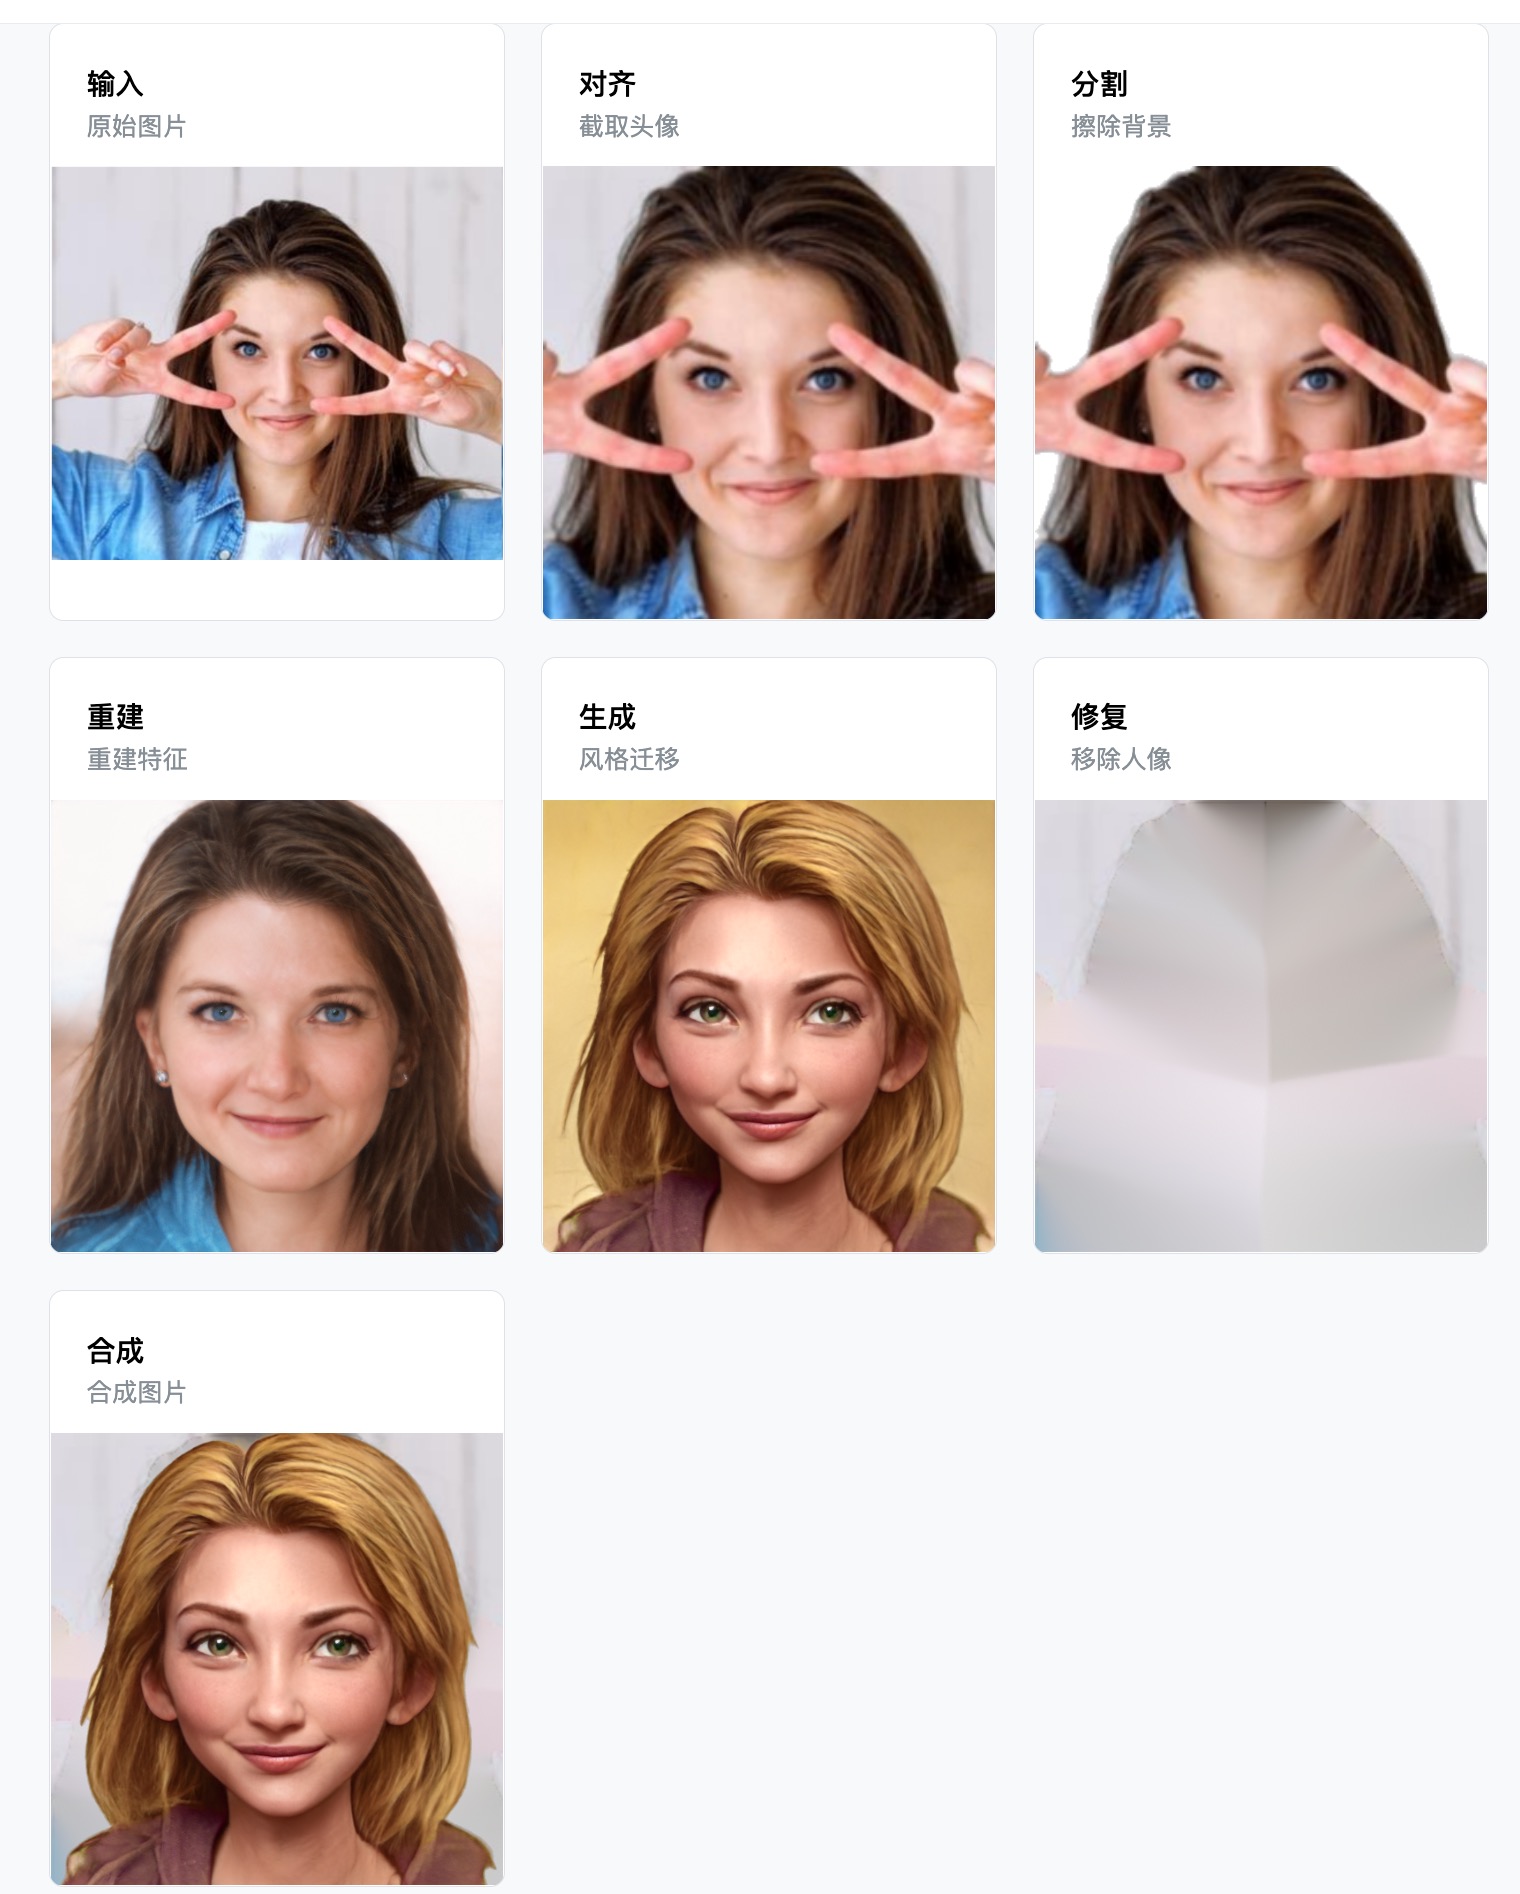 输入
原始图片
对齐
截取头像
分割
擦除背景
重建
重建特征
生成
风格迁移
修复
移除人像
合成
合成图片